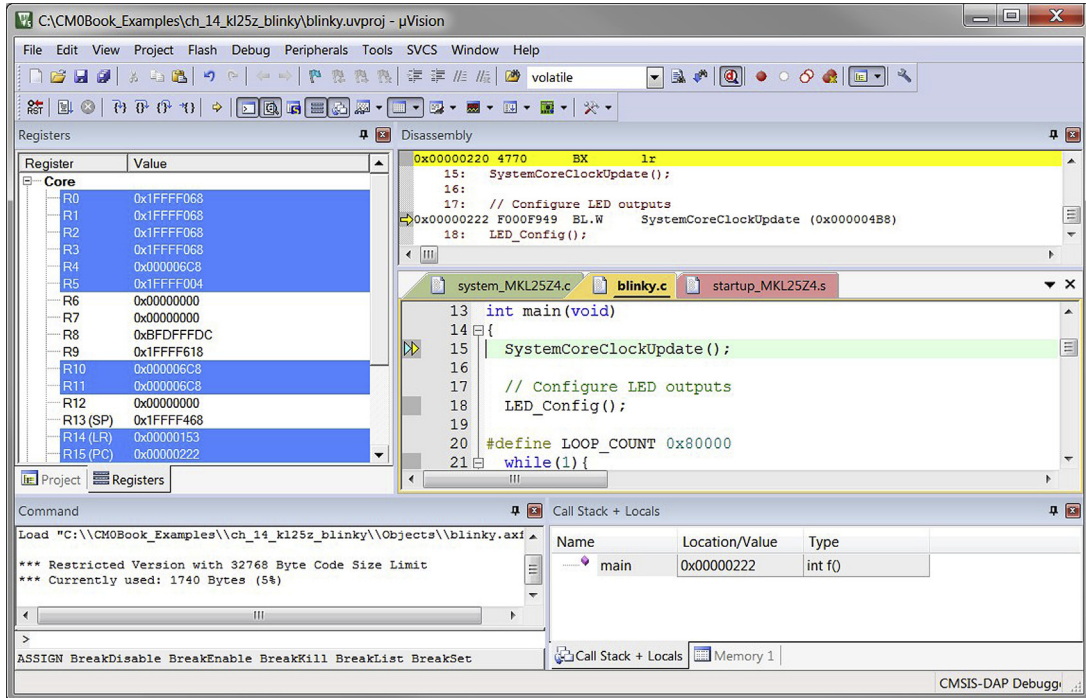 C:\CM0Book_Examples\ch_14_kl25z_blinky\blinky.uvproj - µVision
File Edit View Project Flash Debug Peripherals Tools SVCS Window Help
volatile
RST
Registers
Register Value
Core
R0 0x1FFFF068
R1 0x1FFFF068
R2 0x1FFFF068
R3 0x1FFFF068
R4 0x000006C8
R5 0x1FFFF004
R6 0x00000000
R7 0x00000000
R8 0xBFDFFFDC
R9 0x1FFFF618
R10 0x000006C8
R11 0x000006C8
R12 0x00000000
R13 (SP) 0x1FFFF468
R14 (LR) 0x00000153
R15 (PC) 0x00000222
Project Registers
Disassembly
0x00000220 4770 BX lr
15: SystemCoreClockUpdate();
16:
17: // Configure LED outputs
0x00000222 F000F949 BL.W SystemCoreClockUpdate (0x000004B8)
18: LED_Config();
system_MKL25Z4.c blinky.c startup_MKL25Z4.s
13 int main(void)
14 {
15 SystemCoreClockUpdate();
16
17 // Configure LED outputs
18 LED_Config();
19
20 #define LOOP_COUNT 0x80000
21 while(1){
Command
Load "C:\\CM0Book_Examples\\ch_14_kl25z_blinky\\Objects\\blinky.axf
*** Restricted Version with 32768 Byte Code Size Limit
*** Currently used: 1740 Bytes (5%)
>
ASSIGN BreakDisable BreakEnable BreakKill BreakList BreakSet
Call Stack + Locals
Name Location/Value Type
main 0x00000222 int f()
Call Stack + Locals Memory 1
CMSIS-DAP Debugge